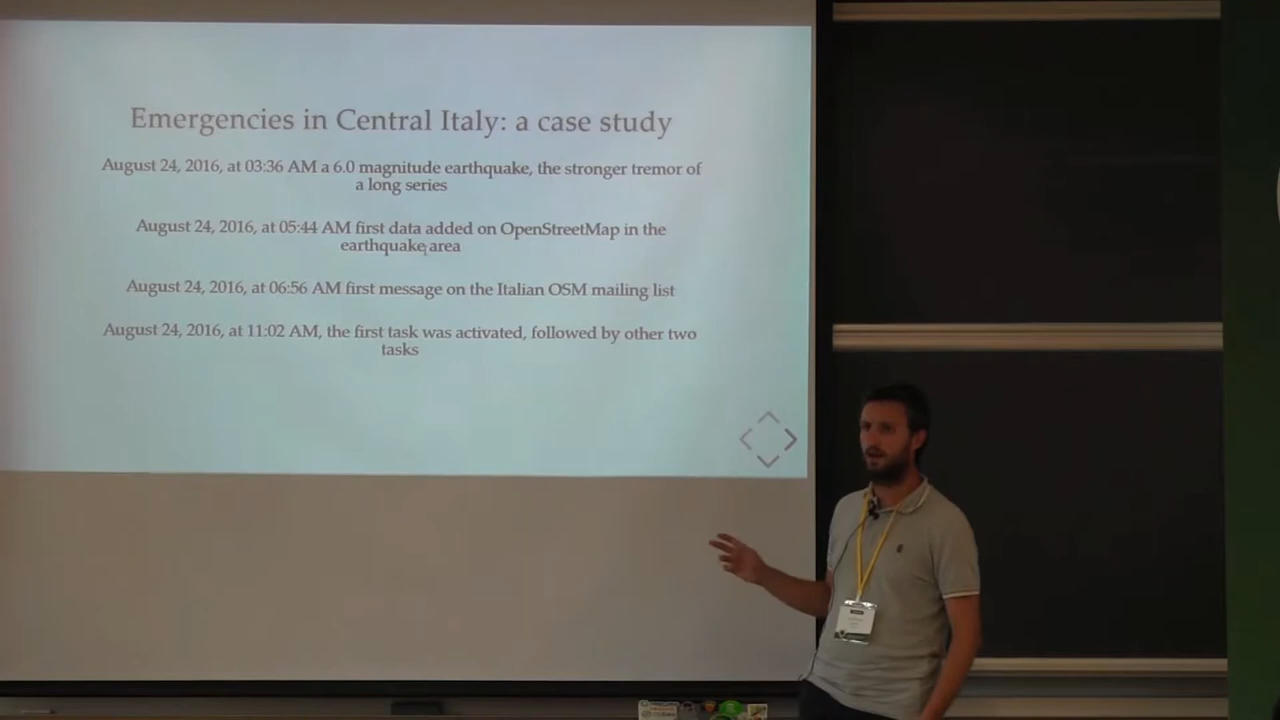 Emergencies in Central Italy: a case study
August 24, 2016, at 03:36 AM a 6.0 magnitude earthquake, the stronger tremor of
a long series
August 24, 2016, at 05:44 AM first data added on OpenStreetMap in the
earthquake area
August 24, 2016, at 06:56 AM first message on the Italian OSM mailing list
August 24, 2016, at 11:02 AM, the first task was activated, followed by other two
tasks